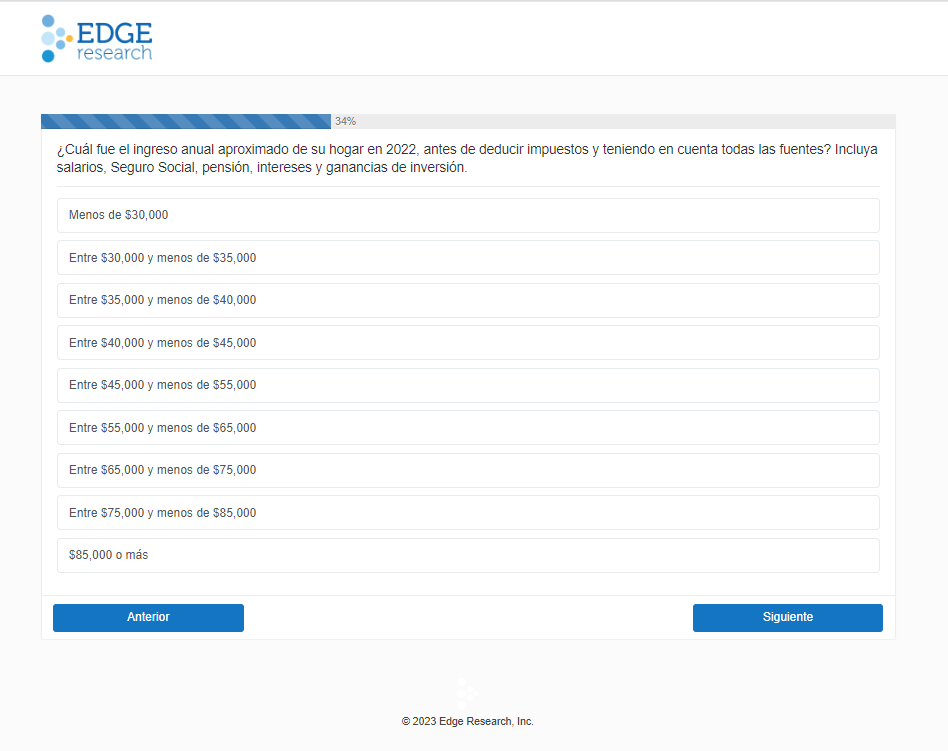 EDGE
research
34%
¿Cuál fue el ingreso anual aproximado de su hogar en 2022, antes de deducir impuestos y teniendo en cuenta todas las fuentes? Incluya
salarios, Seguro Social, pensión, intereses y ganancias de inversión.
Menos de $30,000
Entre $30,000 y menos de $35,000
Entre $35,000 y menos de $40,000
Entre $40,000 y menos de $45,000
Entre $45,000 y menos de $55,000
Entre $55,000 y menos de $65,000
Entre $65,000 y menos de $75,000
Entre $75,000 y menos de $85,000
$85,000 o más
Anterior
Siguiente
© 2023 Edge Research, Inc.